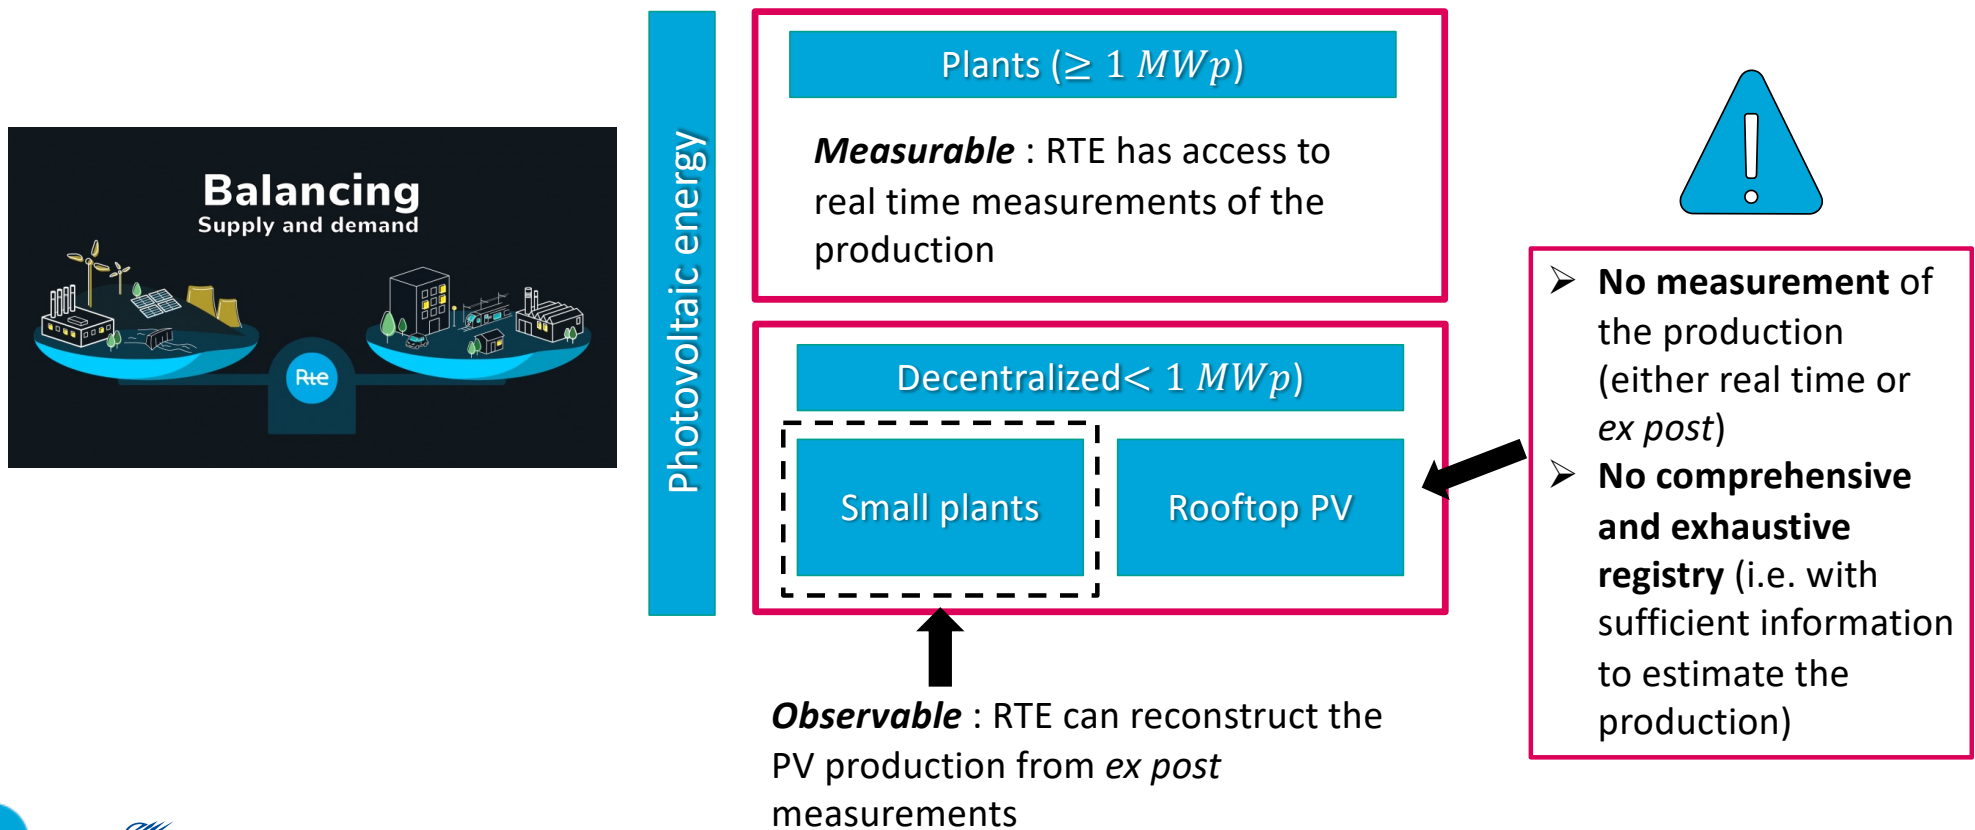 Balancing
Supply and demand
Rte
Photovoltaic energy
Plants (≥ 1 MWp)
Measurable : RTE has access to
real time measurements of the
production
Decentralized< 1 MWp)
Small plants
Rooftop PV
Observable : RTE can reconstruct the
PV production from ex post
measurements
➤ No measurement of
the production
(either real time or
ex post)
➤ No comprehensive
and exhaustive
registry (i.e. with
sufficient information
to estimate the
production)